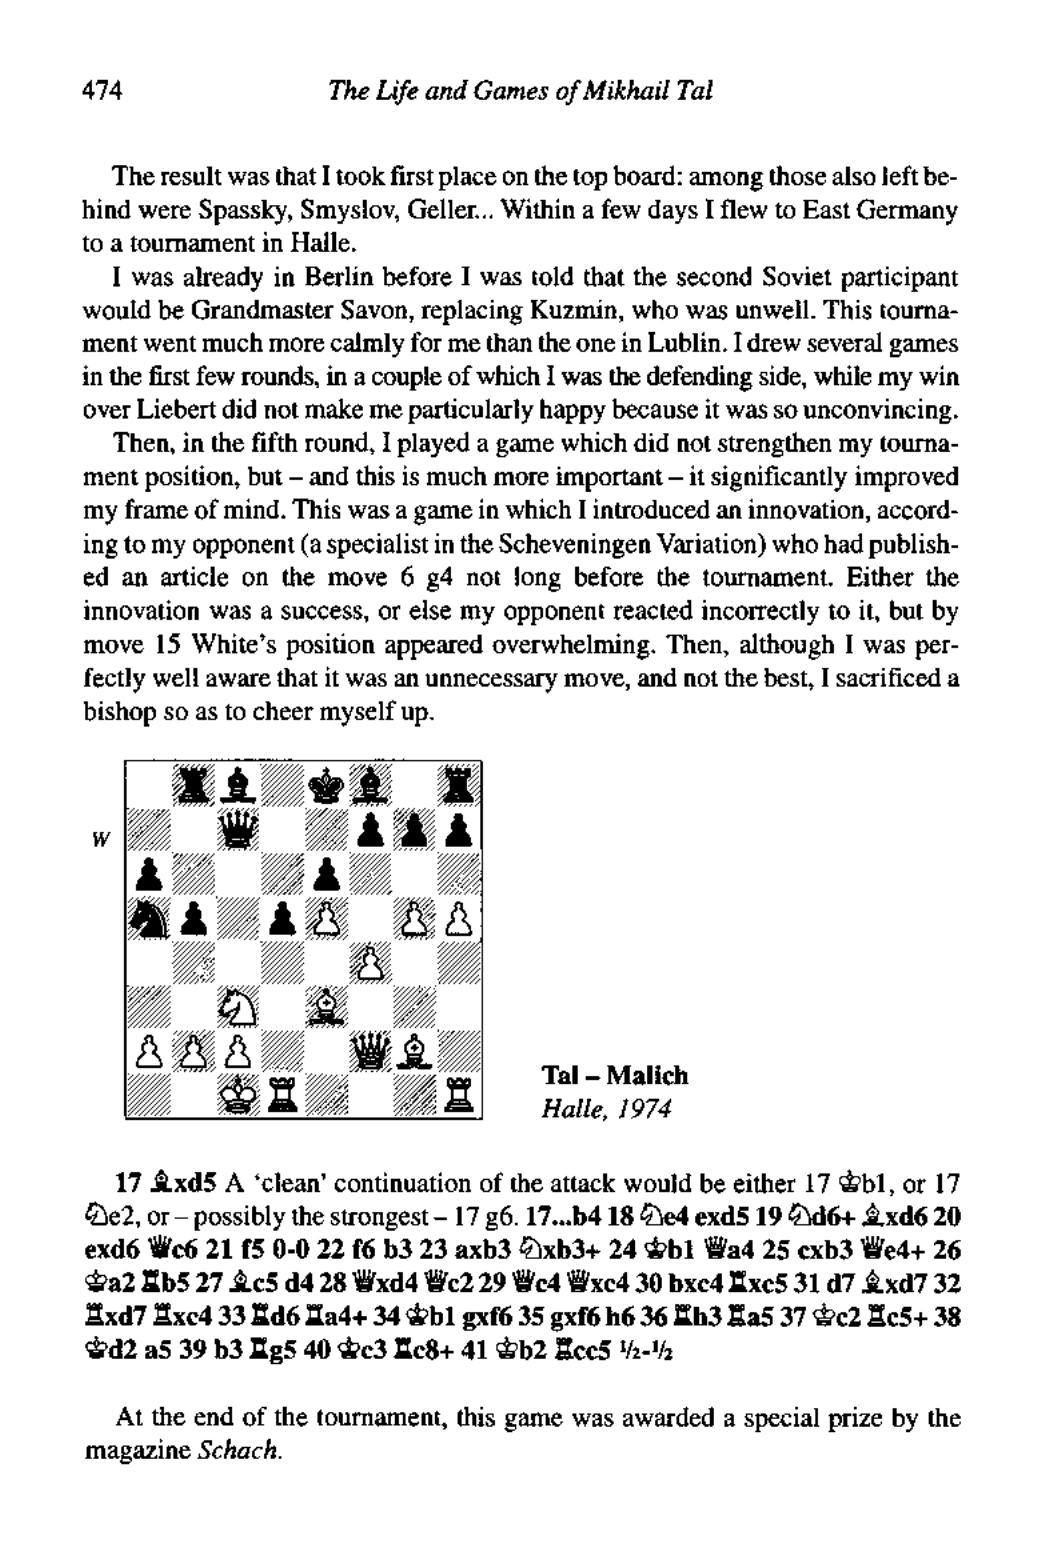 474 The Life and Games of Mikhail Tal
The result was that I took first place on the top board: among those also left be-
hind were Spassky, Smyslov, Geller... Within a few days I flew to East Germany
to a tournament in Halle.
I was already in Berlin before I was told that the second Soviet participant
would be Grandmaster Savon, replacing Kuzmin, who was unwell. This tourna-
ment went much more calmly for me than the one in Lublin. I drew several games
in the first few rounds, in a couple of which I was the defending side, while my win
over Liebert did not make me particularly happy because it was so unconvincing.
Then, in the fifth round, I played a game which did not strengthen my tourna-
ment position, but – and this is much more important – it significantly improved
my frame of mind. This was a game in which I introduced an innovation, accord-
ing to my opponent (a specialist in the Scheveningen Variation) who had publish-
ed an article on the move 6 g4 not long before the tournament. Either the
innovation was a success, or else my opponent reacted incorrectly to it, but by
move 15 White's position appeared overwhelming. Then, although I was per-
fectly well aware that it was an unnecessary move, and not the best, I sacrificed a
bishop so as to cheer myself up.
W
Tal – Malich
Halle, 1974
17 ♗xd5 A 'clean' continuation of the attack would be either 17 ♔b1, or 17
♘e2, or – possibly the strongest – 17 g6. 17...b4 18 ♘e4 exd5 19 ♘d6+ ♗xd6 20
exd6 ♕c6 21 f5 0-0 22 f6 b3 23 axb3 ♘xb3+ 24 ♔b1 ♕a4 25 cxb3 ♕e4+ 26
♔a2 ♖b5 27 ♗c5 d4 28 ♕xd4 ♕c2 29 ♕c4 ♕xc4 30 bxc4 ♖xc5 31 d7 ♗xd7 32
♖xd7 ♖xc4 33 ♖d6 ♖a4+ 34 ♔b1 gxf6 35 gxf6 h6 36 ♖h3 ♖a5 37 ♔c2 ♖c5+ 38
♔d2 a5 39 b3 ♖g5 40 ♔c3 ♖c8+ 41 ♔b2 ♖cc5 ½-½
At the end of the tournament, this game was awarded a special prize by the
magazine Schach.